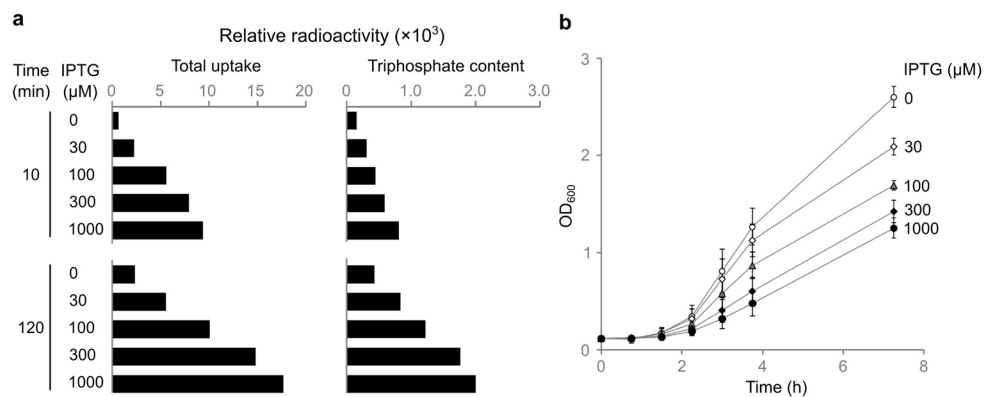 a
Relative radioactivity (×10³)
Time (min)
IPTG (µM)
Total uptake
Triphosphate content
0 5 10 15 20
0 1.0 2.0 3.0
10
0
30
100
300
1000
120
0
30
100
300
1000
b
3
2
1
0
OD₆₀₀
0 2 4 6 8
Time (h)
IPTG (µM)
0
30
100
300
1000